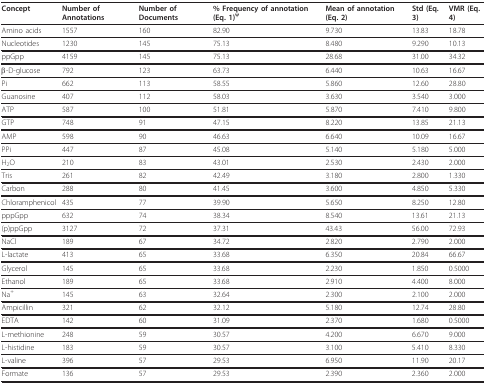 Concept Number of Annotations Number of Documents % Frequency of annotation (Eq. 1)Ψ Mean of annotation (Eq. 2) Std (Eq. 3) VMR (Eq. 4)
Amino acids 1557 160 82.90 9.730 13.83 18.78
Nucleotides 1230 145 75.13 8.480 9.290 10.13
ppGpp 4159 145 75.13 28.68 31.00 34.32
β-D-glucose 792 123 63.73 6.440 10.63 16.67
Pi 662 113 58.55 5.860 12.60 28.80
Guanosine 407 112 58.03 3.630 3.540 3.000
ATP 587 100 51.81 5.870 7.410 9.800
GTP 748 91 47.15 8.220 13.85 21.13
AMP 598 90 46.63 6.640 10.09 16.67
PPi 447 87 45.08 5.140 5.180 5.000
H₂O 210 83 43.01 2.530 2.430 2.000
Tris 261 82 42.49 3.180 2.800 1.330
Carbon 288 80 41.45 3.600 4.850 5.330
Chloramphenicol 435 77 39.90 5.650 8.250 12.80
pppGpp 632 74 38.34 8.540 13.61 21.13
(p)ppGpp 3127 72 37.31 43.43 56.00 72.93
NaCl 189 67 34.72 2.820 2.790 2.000
L-lactate 413 65 33.68 6.350 20.84 66.67
Glycerol 145 65 33.68 2.230 1.850 0.5000
Ethanol 189 65 33.68 2.910 4.400 8.000
Na⁺ 145 63 32.64 2.300 2.100 2.000
Ampicillin 321 62 32.12 5.180 12.74 28.80
EDTA 142 60 31.09 2.370 1.680 0.5000
L-methionine 248 59 30.57 4.200 6.670 9.000
L-histidine 183 59 30.57 3.100 5.410 8.330
L-valine 396 57 29.53 6.950 11.90 20.17
Formate 136 57 29.53 2.390 2.360 2.000